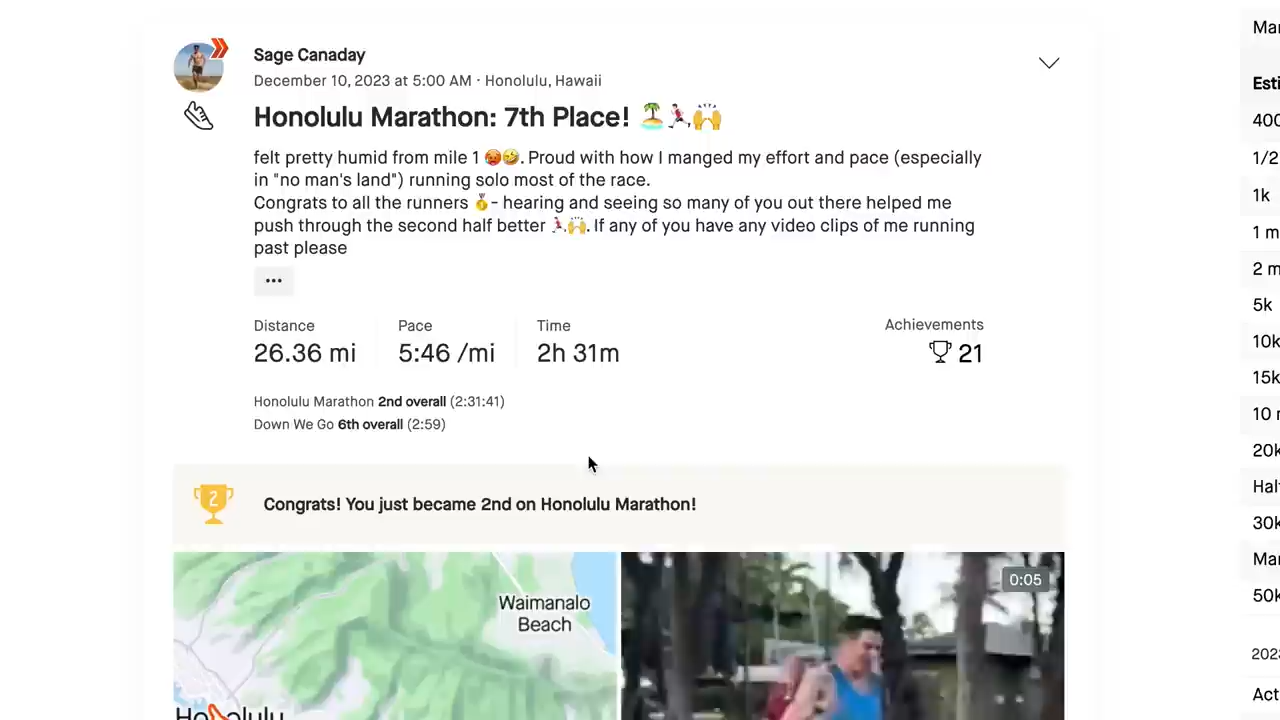 Sage Canaday
December 10, 2023 at 5:00 AM · Honolulu, Hawaii
Honolulu Marathon: 7th Place! 🏝️🏃🏻🙌
felt pretty humid from mile 1 🥵🤣. Proud with how I manged my effort and pace (especially
in "no man's land") running solo most of the race.
Congrats to all the runners 🏅- hearing and seeing so many of you out there helped me
push through the second half better 🏃🏻🙌. If any of you have any video clips of me running
past please
•••
Distance
26.36 mi
Pace
5:46 /mi
Time
2h 31m
Achievements
21
Honolulu Marathon 2nd overall (2:31:41)
Down We Go 6th overall (2:59)
2
Congrats! You just became 2nd on Honolulu Marathon!
Waimanalo
Beach
Honolulu
0:05
Mar
Esti
400
1/2
1k
1 m
2 m
5k
10k
15k
10 m
20k
Hal
30k
Mar
50k
2023
Act